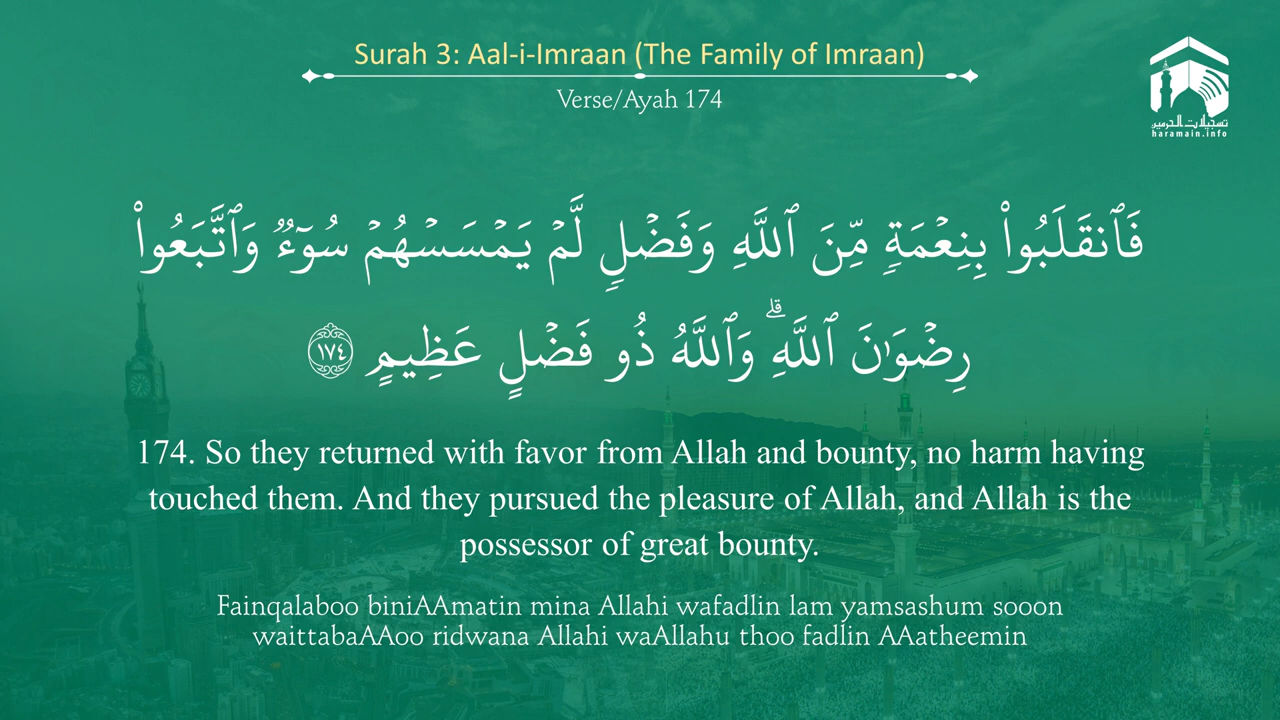 Surah 3: Aal-i-Imraan (The Family of Imraan)
Verse/Ayah 174
تسجيلات الحرمين
haramain.info
فَٱنقَلَبُوا۟ بِنِعْمَةٍۢ مِّنَ ٱللَّهِ وَفَضْلٍۢ لَّمْ يَمْسَسْهُمْ سُوٓءٌۭ وَٱتَّبَعُوا۟
رِضْوَٰنَ ٱللَّهِ ۗ وَٱللَّهُ ذُو فَضْلٍ عَظِيمٍ ١٧٤
174. So they returned with favor from Allah and bounty, no harm having
touched them. And they pursued the pleasure of Allah, and Allah is the
possessor of great bounty.
Fainqalaboo biniAAmatin mina Allahi wafadlin lam yamsashum sooon
waittabaAAoo ridwana Allahi waAllahu thoo fadlin AAatheemin